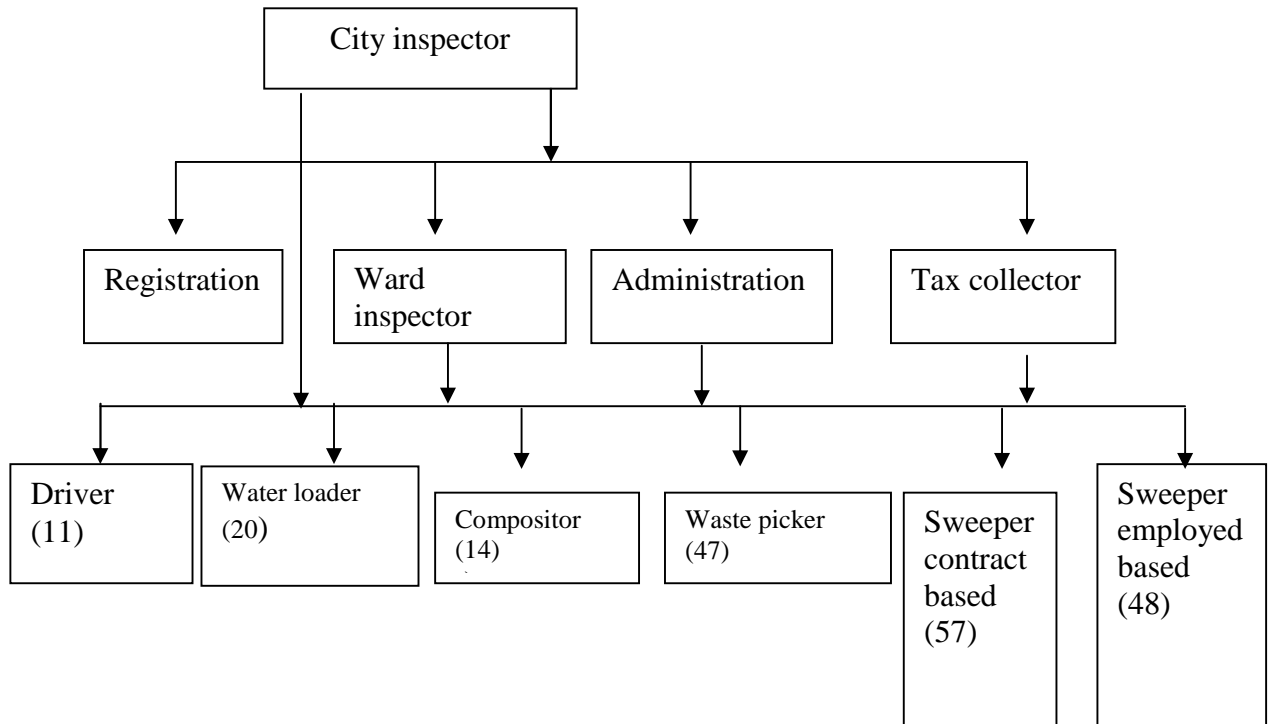 City inspector
Registration
Ward
inspector
Administration
Tax collector
Driver
(11)
Water loader
(20)
Compositor
(14)
Waste picker
(47)
Sweeper
contract
based
(57)
Sweeper
employed
based
(48)